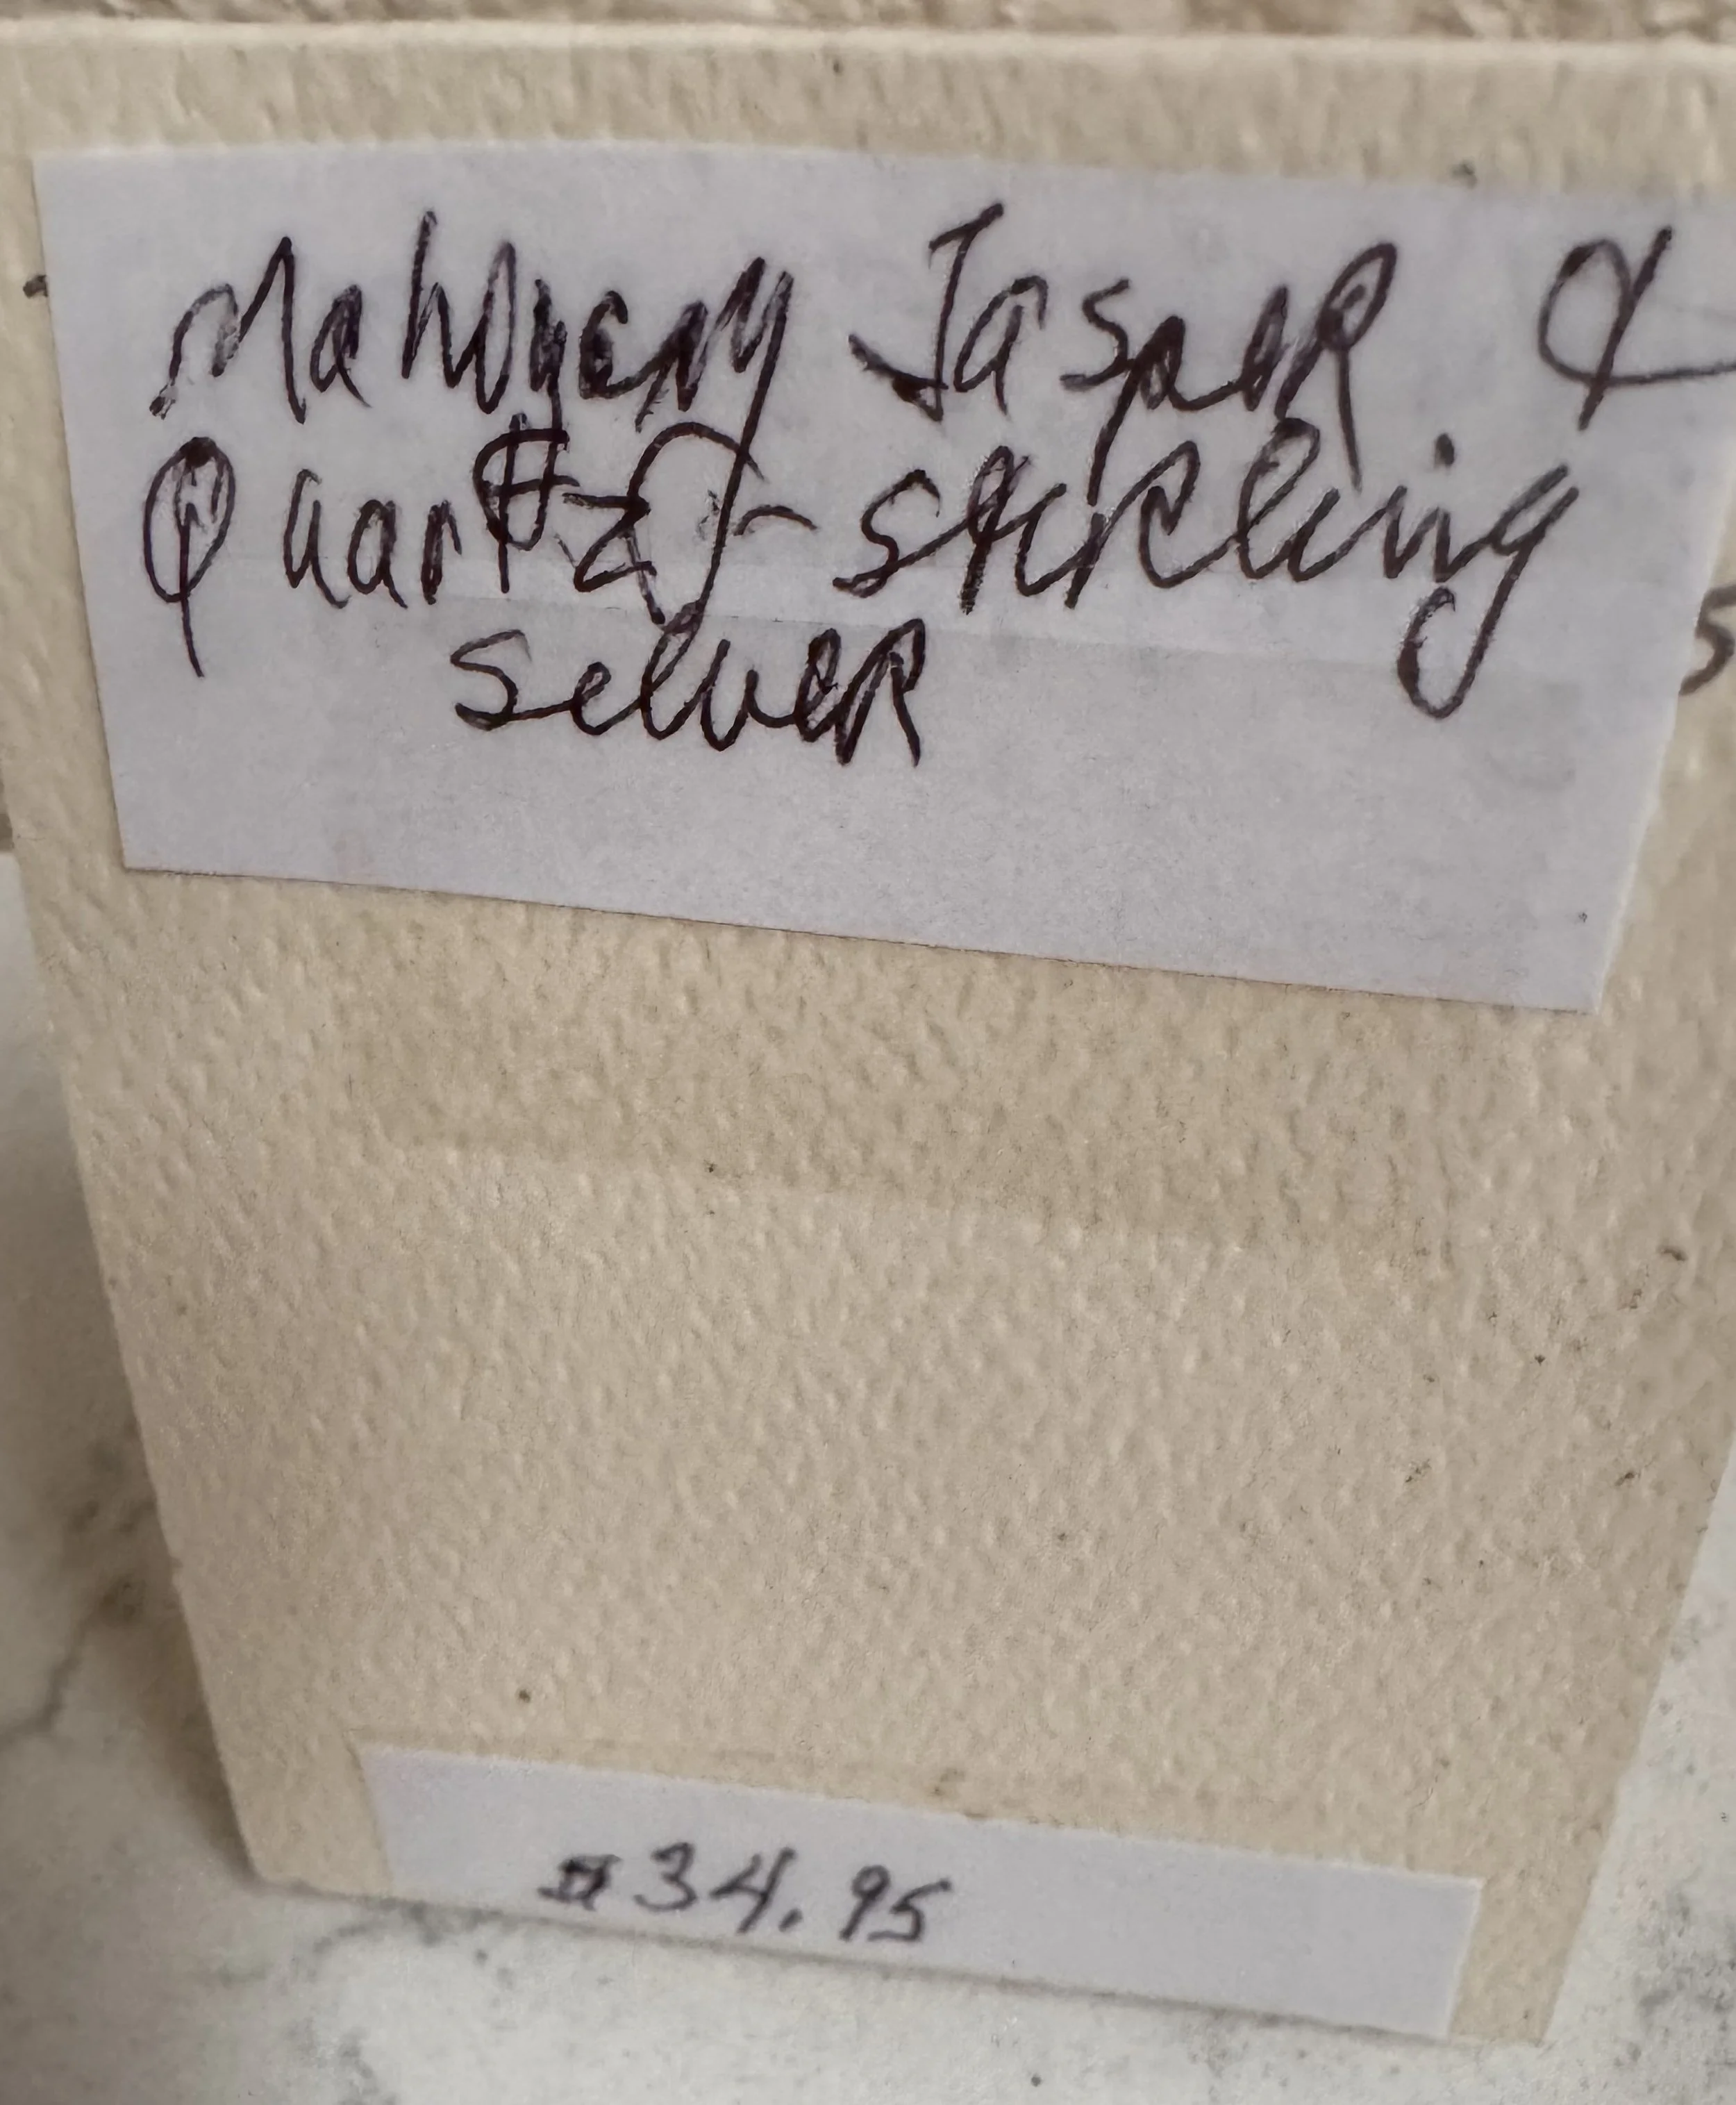 Mahogany Jasper &
Quartz - Sterling
Silver
$34.95